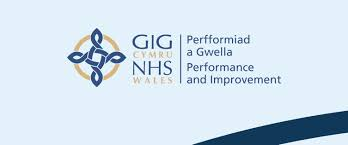 GIG
CYMRU
NHS
WALES
Perfformiad
a Gwella
Performance
and Improvement